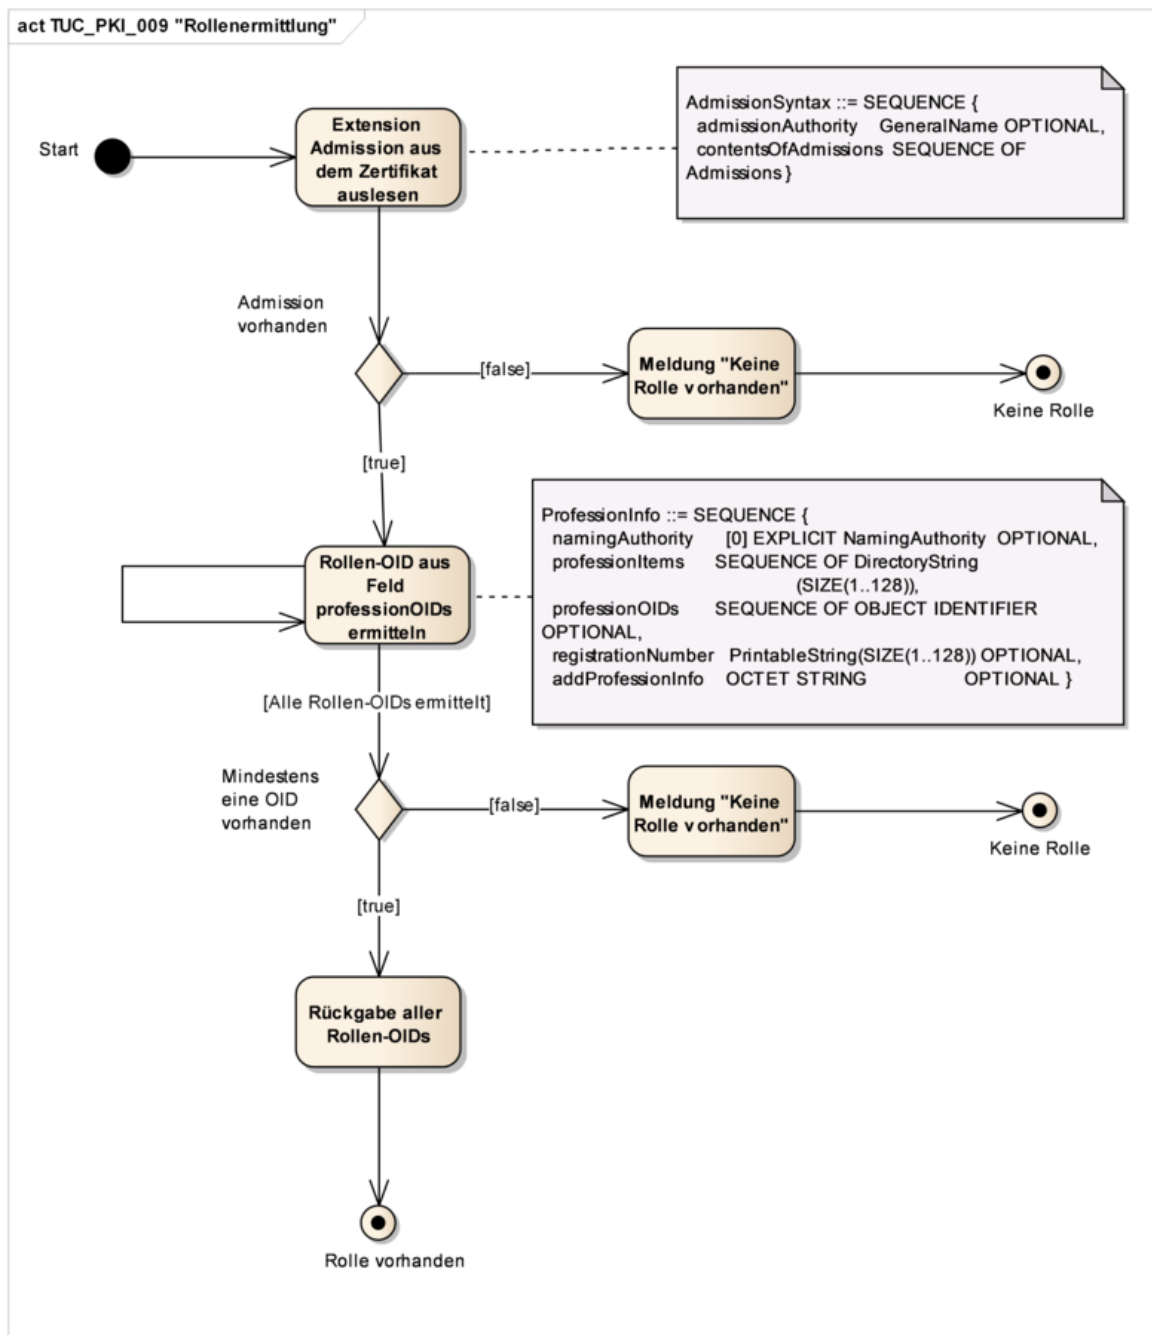 act TUC_PKI_009 "Rollenermittlung"
Start
Extension
Admission aus
dem Zertifikat
auslesen
AdmissionSyntax ::= SEQUENCE {
admissionAuthority GeneralName OPTIONAL,
contentsOfAdmissions SEQUENCE OF
Admissions }
Admission
vorhanden
[false]
Meldung "Keine
Rolle vorhanden"
Keine Rolle
[true]
Rollen-OID aus
Feld
professionOIDs
ermitteln
ProfessionInfo ::= SEQUENCE {
namingAuthority [0] EXPLICIT NamingAuthority OPTIONAL,
professionItems SEQUENCE OF DirectoryString
(SIZE(1..128)),
professionOIDs SEQUENCE OF OBJECT IDENTIFIER
OPTIONAL,
registrationNumber PrintableString(SIZE(1..128)) OPTIONAL,
addProfessionInfo OCTET STRING OPTIONAL }
[Alle Rollen-OIDs ermittelt]
Mindestens
eine OID
vorhanden
[false]
Meldung "Keine
Rolle vorhanden"
Keine Rolle
[true]
Rückgabe aller
Rollen-OIDs
Rolle vorhanden